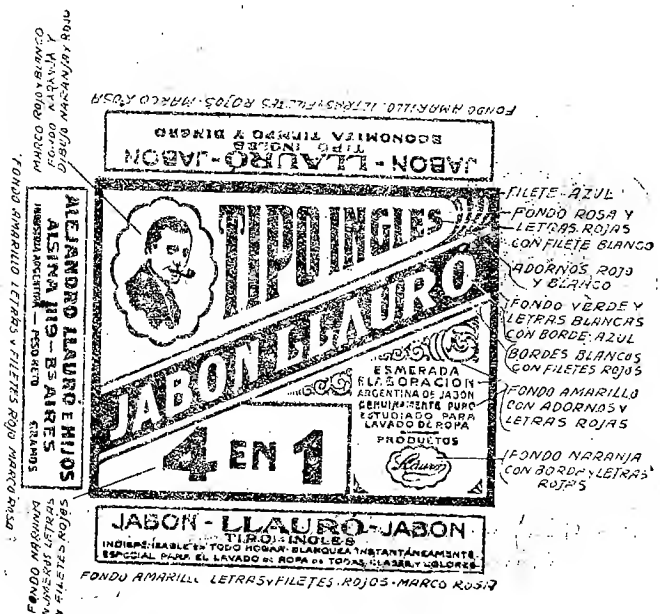 MARCO ROJO Y BLANCO
FONDO NARANJA Y
DIBUJO NARANJA Y ROJO
FONDO AMARILLO. LETRAS Y FILETES ROJOS. MARCO ROSA
JABON - LLAURÓ - JABON
TIPO INGLES
ECONOMIZA TIEMPO Y DINERO
FONDO AMARILLO LETRAS Y FILETES ROJO MARCO ROSA
ALEJANDRO LLAURO E HIJOS
ALSINA 1119 - Bs AIRES
INDUSTRIA ARGENTINA — PESO NETO GRAMOS
TIPO INGLES
JABON LLAURÓ
4 EN 1
ESMERADA
ELABORACION
ARGENTINA DE JABON
GENUINAMENTE PURO
ESTUDIADO PARA
LAVADO DE ROPA
PRODUCTOS
Llauró
FILETE-AZUL
FONDO ROSA Y
LETRAS ROJAS
CON FILETE BLANCO
ADORNOS ROJO
Y BLANCO
FONDO VERDE Y
LETRAS BLANCAS
CON BORDE-AZUL
BORDES BLANCOS
CON FILETES ROJOS
FONDO AMARILLO
CON ADORNOS Y
LETRAS ROJAS
FONDO NARANJA
CON BORDE Y LETRAS
ROJAS
FONDO NARANJA
NUMEROS LETRAS
Y FILETES ROJOS
JABON - LLAURÓ - JABON
TIPO INGLES
INDISPENSABLE EN TODO HOGAR-BLANQUEA INSTANTÁNEAMENTE
ESPECIAL PARA EL LAVADO DE ROPA DE TODAS CLASES Y COLORES
FONDO AMARILLO LETRAS Y FILETES ROJOS-MARCO ROSA